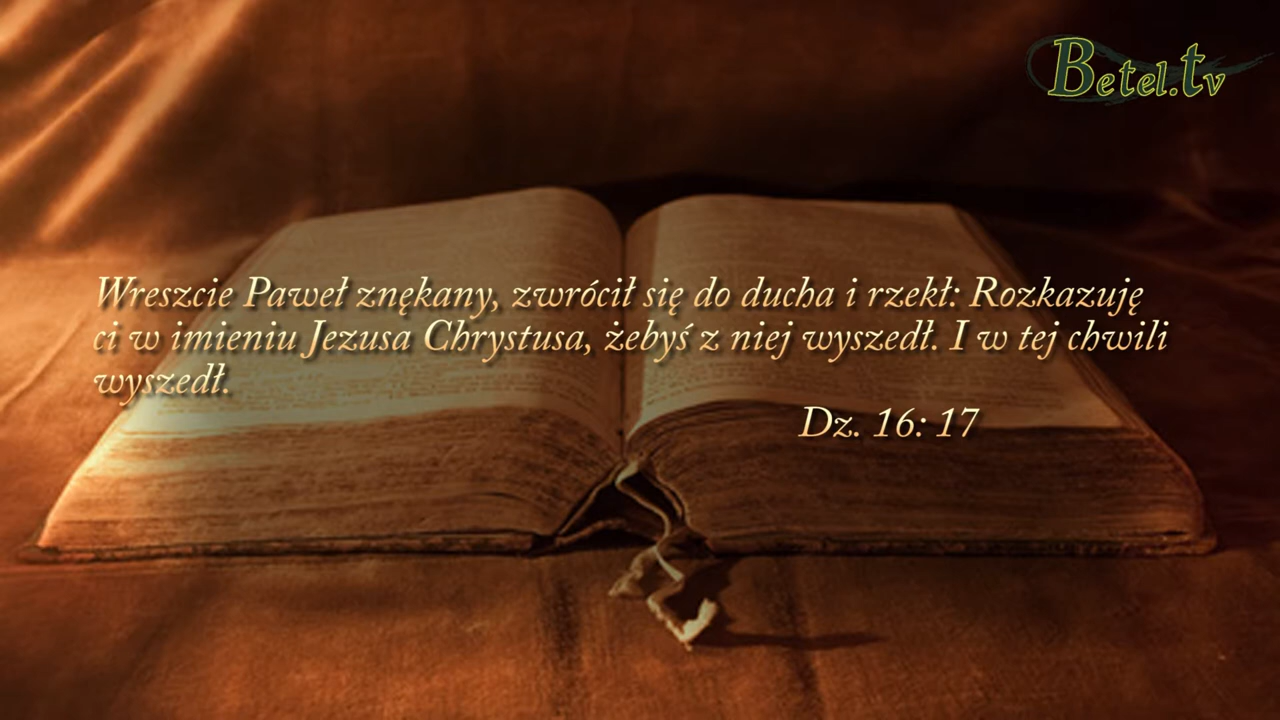 Betel.tv
Wreszcie Paweł znękany, zwrócił się do ducha i rzekł: Rozkazuję
ci w imieniu Jezusa Chrystusa, żebyś z niej wyszedł. I w tej chwili
wyszedł.
Dz. 16: 17